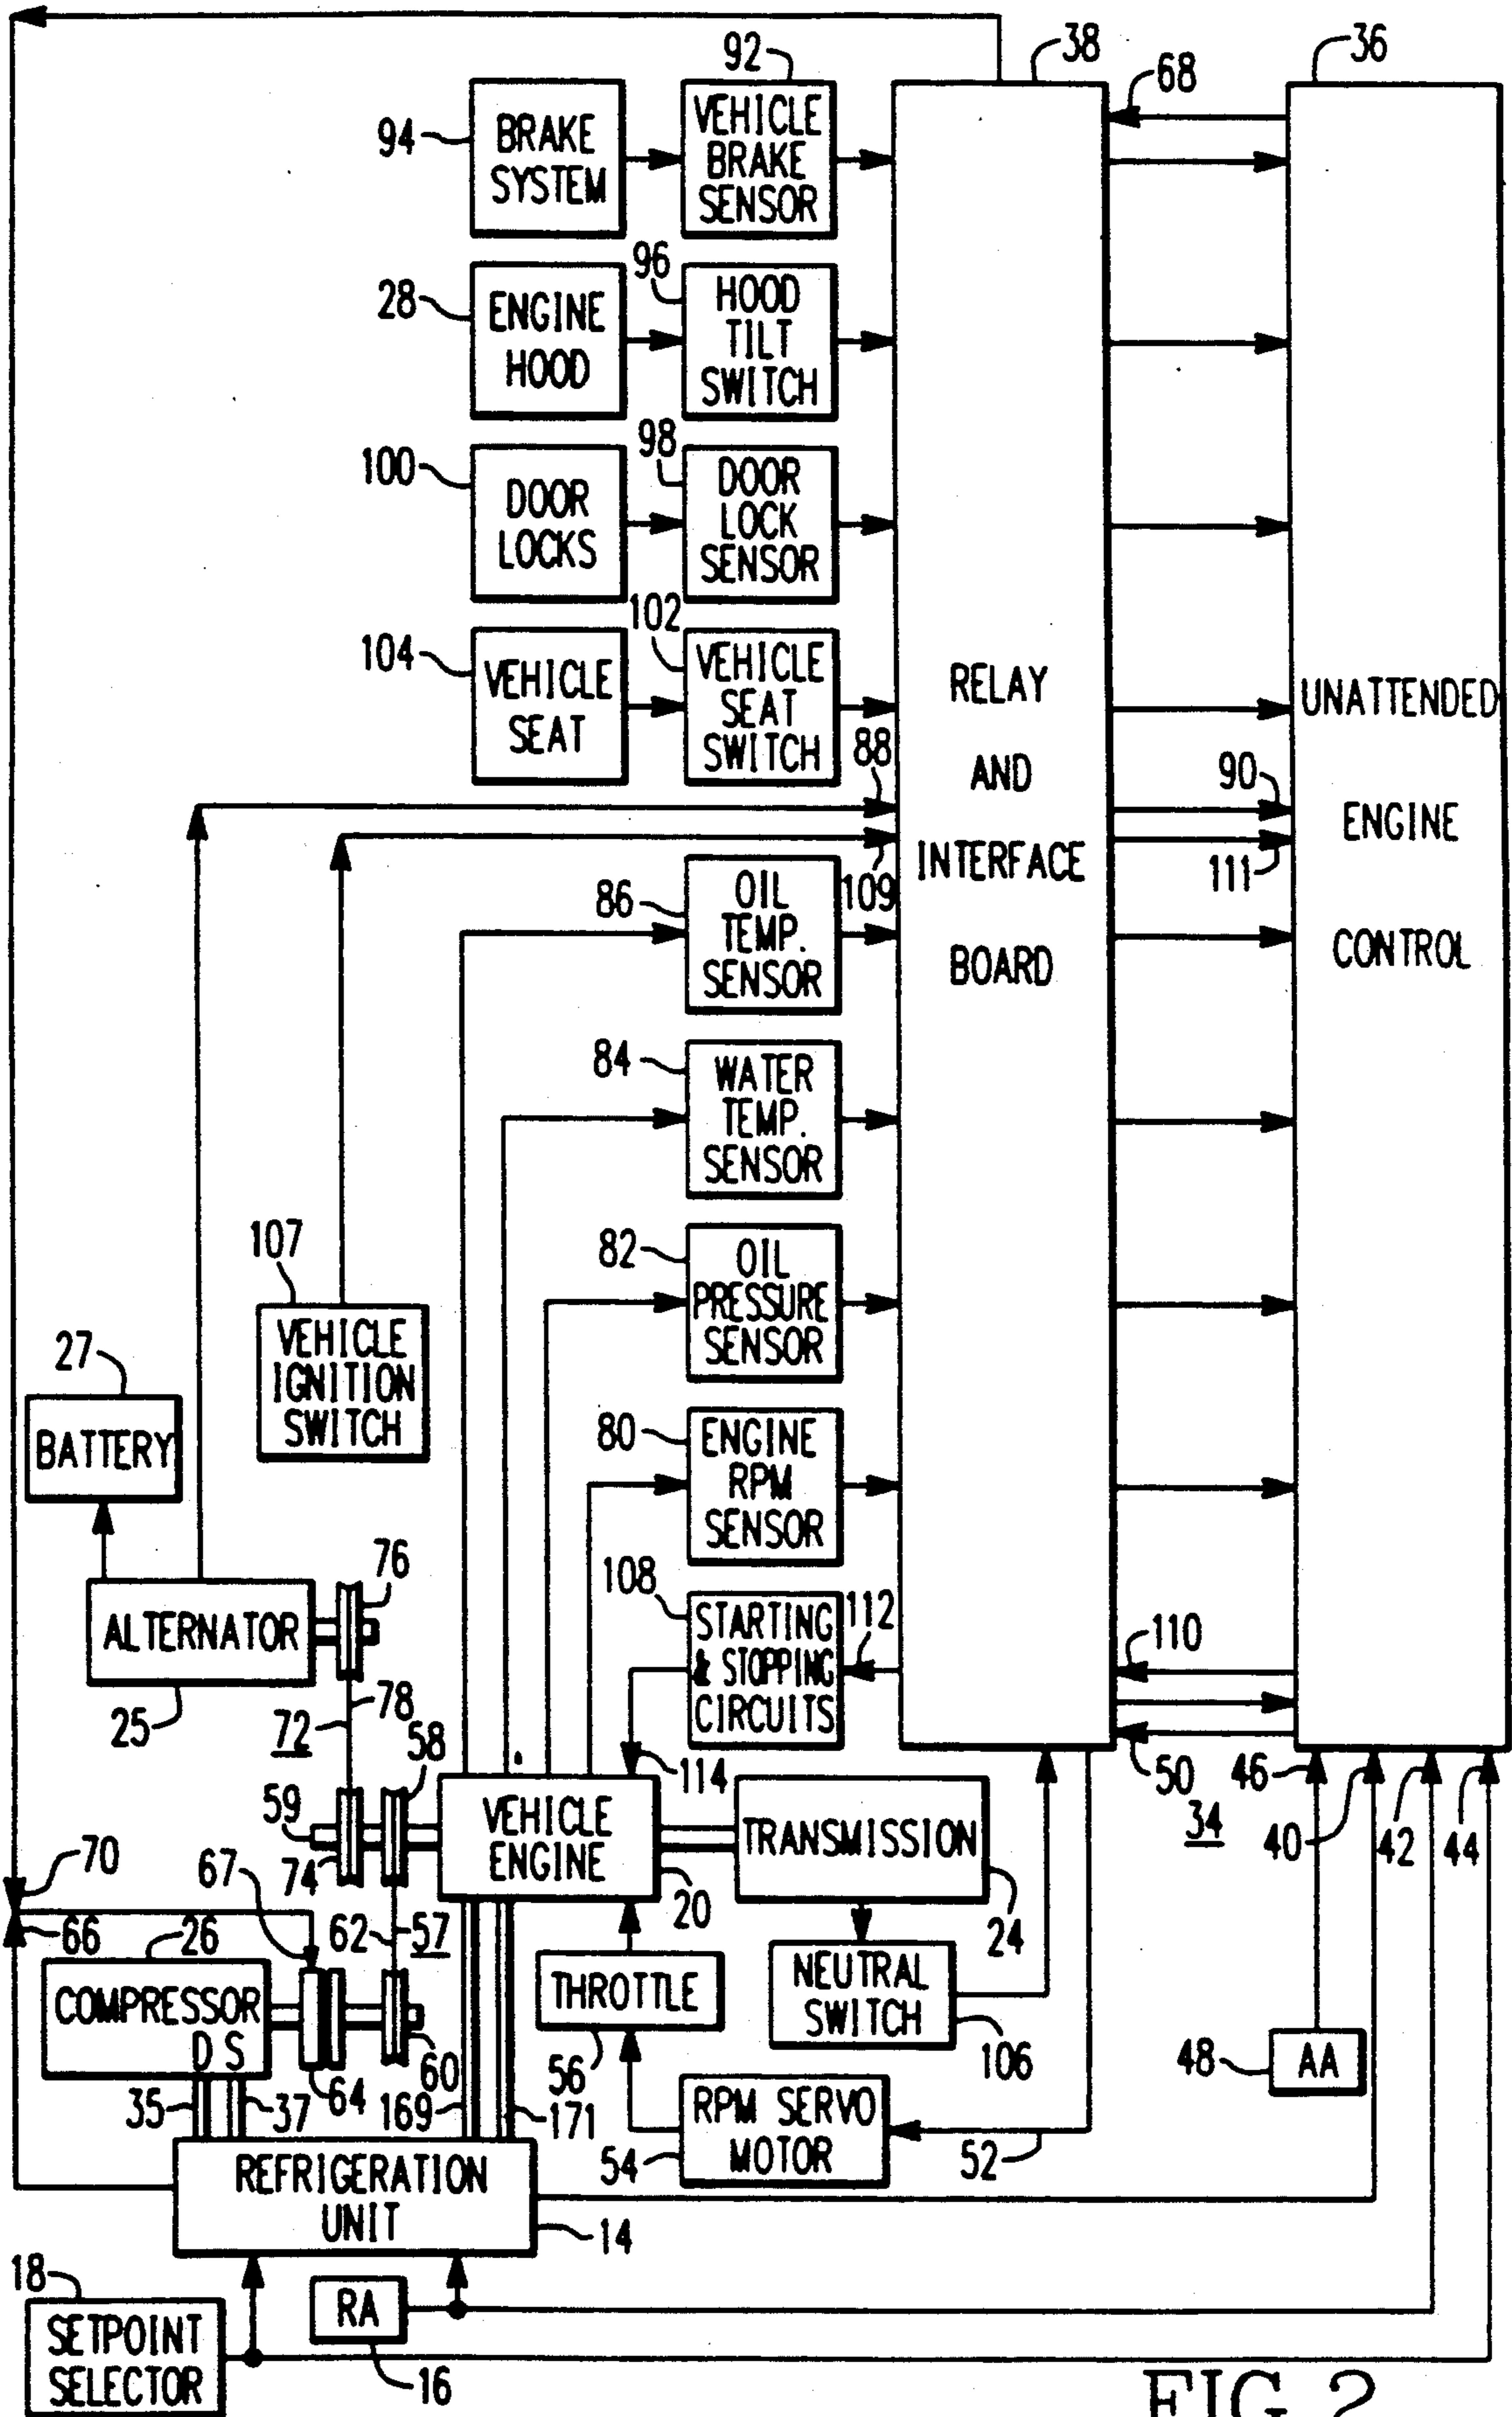 38
36
92
68
94
BRAKE
SYSTEM
VEHICLE
BRAKE
SENSOR
96
28
ENGINE
HOOD
HOOD
TILT
SWITCH
98
100
DOOR
LOCKS
DOOR
LOCK
SENSOR
102
104
VEHICLE
SEAT
VEHICLE
SEAT
SWITCH
RELAY
AND
INTERFACE
BOARD
UNATTENDED
ENGINE
CONTROL
88
90
109
111
86
OIL
TEMP.
SENSOR
84
WATER
TEMP.
SENSOR
107
VEHICLE
IGNITION
SWITCH
82
OIL
PRESSURE
SENSOR
27
BATTERY
80
ENGINE
RPM
SENSOR
76
108
STARTING
& STOPPING
CIRCUITS
112
110
ALTERNATOR
25
78
72
58
114
50
46
34
40
42
44
59
74
VEHICLE
ENGINE
20
TRANSMISSION
24
70
67
66
26
62
57
COMPRESSOR
D S
THROTTLE
56
NEUTRAL
SWITCH
106
48
AA
35
37
64
60
169
171
RPM SERVO
MOTOR
54
52
REFRIGERATION
UNIT
14
18
SETPOINT
SELECTOR
RA
16
FIG. 2